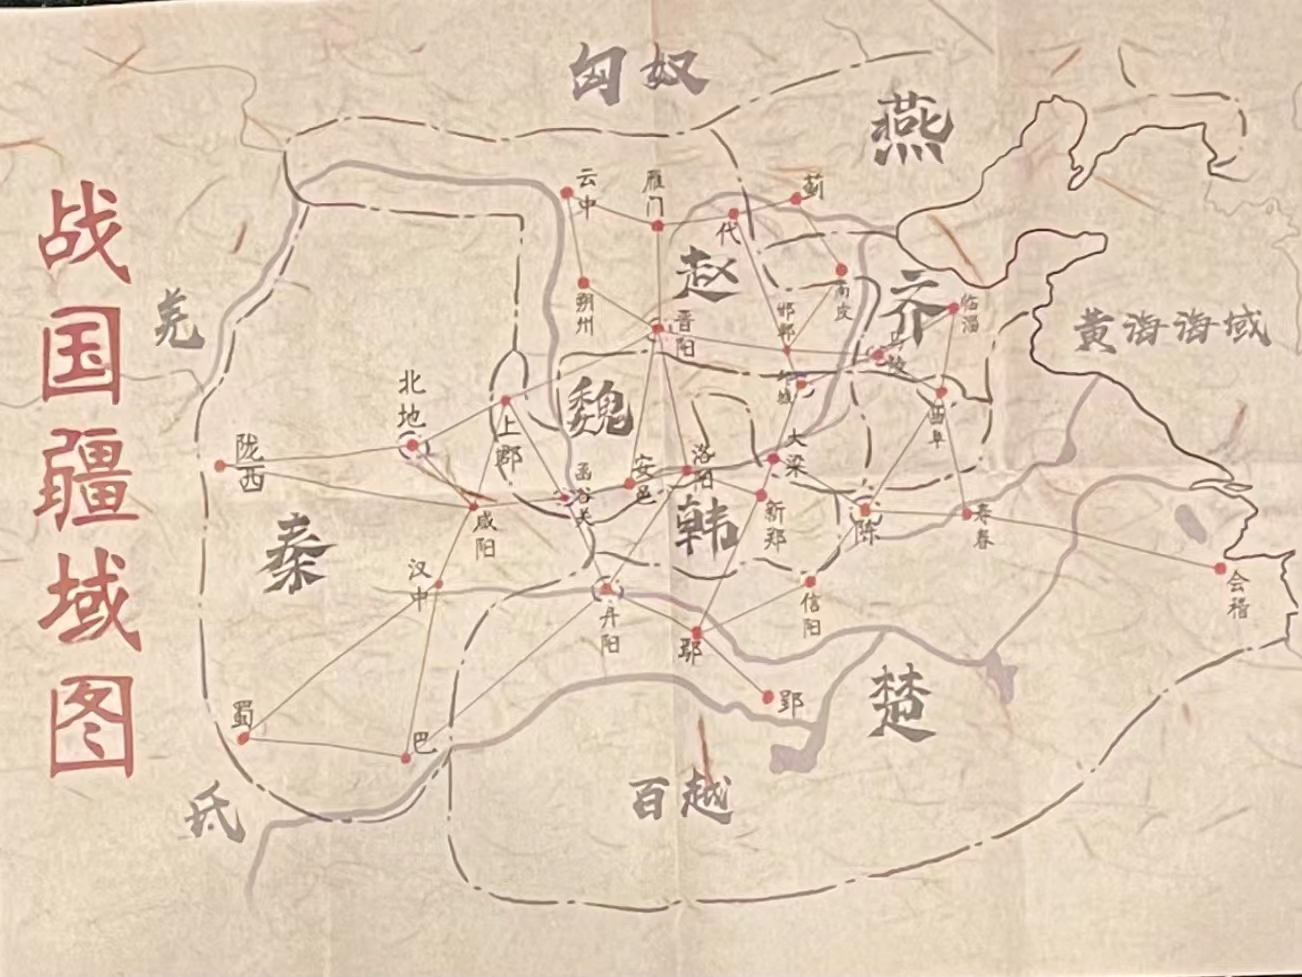 战国疆域图
匈奴
燕
羌
云中
雁门
代
蓟
赵
齐
南皮
临淄
朔州
晋阳
邯郸
马陵
黄海海域
北地
上郡
魏
曲阜
陇西
咸阳
函谷关
安邑
洛阳
大梁
秦
韩
新郑
陈
寿春
汉中
丹阳
信阳
会稽
鄢
郢
楚
蜀
巴
氐
百越